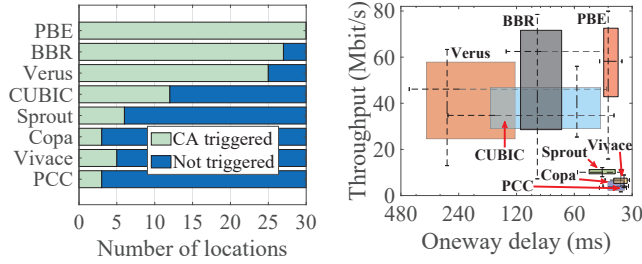 PBE
BBR
Verus
CUBIC
Sprout
Copa
Vivace
PCC
CA triggered
Not triggered
0 5 10 15 20 25 30
Number of locations
Throughput (Mbit/s)
80
60
40
20
0
BBR
PBE
Verus
CUBIC
Sprout
Vivace
Copa
PCC
480 240 120 60 30
Oneway delay (ms)